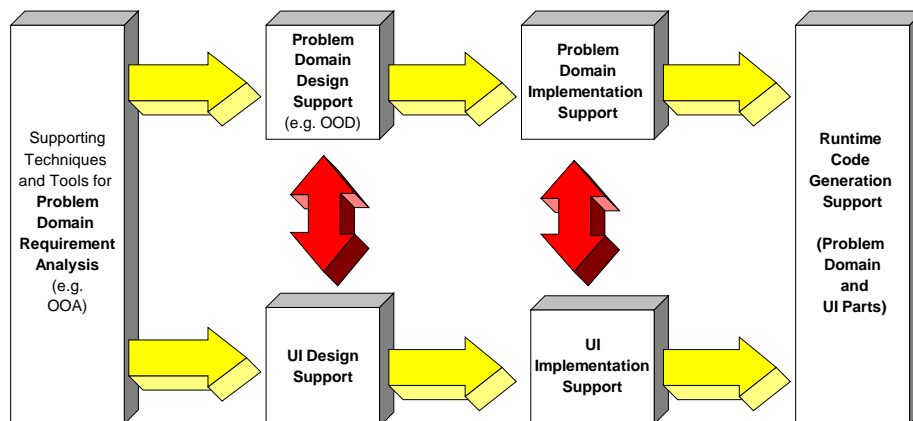 Supporting
Techniques
and Tools for
Problem
Domain
Requirement
Analysis
(e.g.
OOA)
Problem
Domain
Design
Support
(e.g. OOD)
Problem
Domain
Implementation
Support
UI Design
Support
UI
Implementation
Support
Runtime
Code
Generation
Support
(Problem
Domain
and
UI Parts)